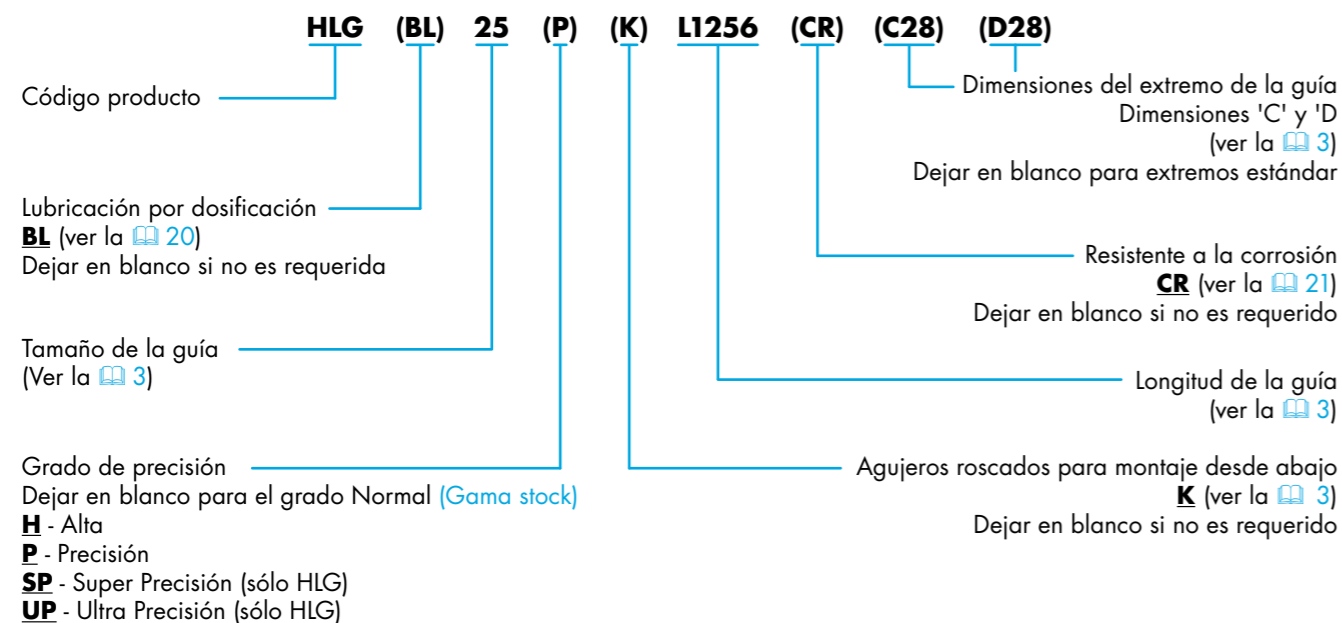 HLG (BL) 25 (P) (K) L1256 (CR) (C28) (D28)
Código producto
Lubricación por dosificación
BL (ver la 20)
Dejar en blanco si no es requerida
Tamaño de la guía
(Ver la 3)
Grado de precisión
Dejar en blanco para el grado Normal (Gama stock)
H - Alta
P - Precisión
SP - Super Precisión (sólo HLG)
UP - Ultra Precisión (sólo HLG)
Dimensiones del extremo de la guía
Dimensiones 'C' y 'D
(ver la 3)
Dejar en blanco para extremos estándar
Resistente a la corrosión
CR (ver la 21)
Dejar en blanco si no es requerido
Longitud de la guía
(ver la 3)
Agujeros roscados para montaje desde abajo
K (ver la 3)
Dejar en blanco si no es requerido